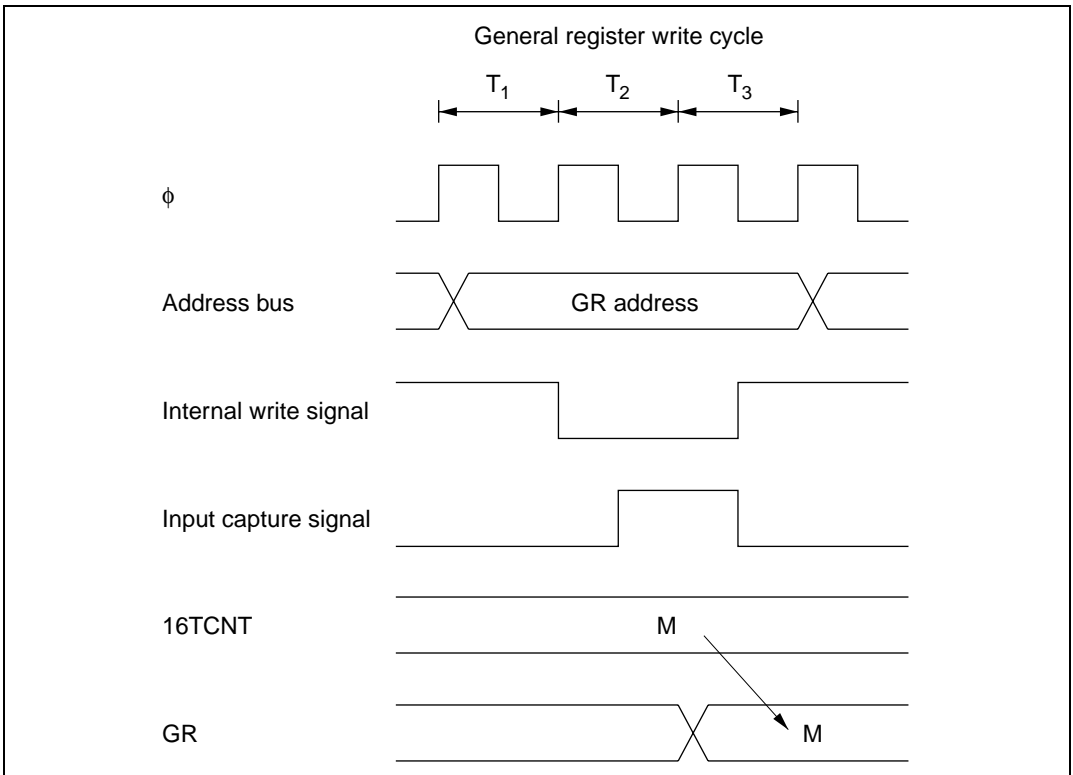 General register write cycle
T1 T2 T3
φ
Address bus GR address
Internal write signal
Input capture signal
16TCNT M
GR M